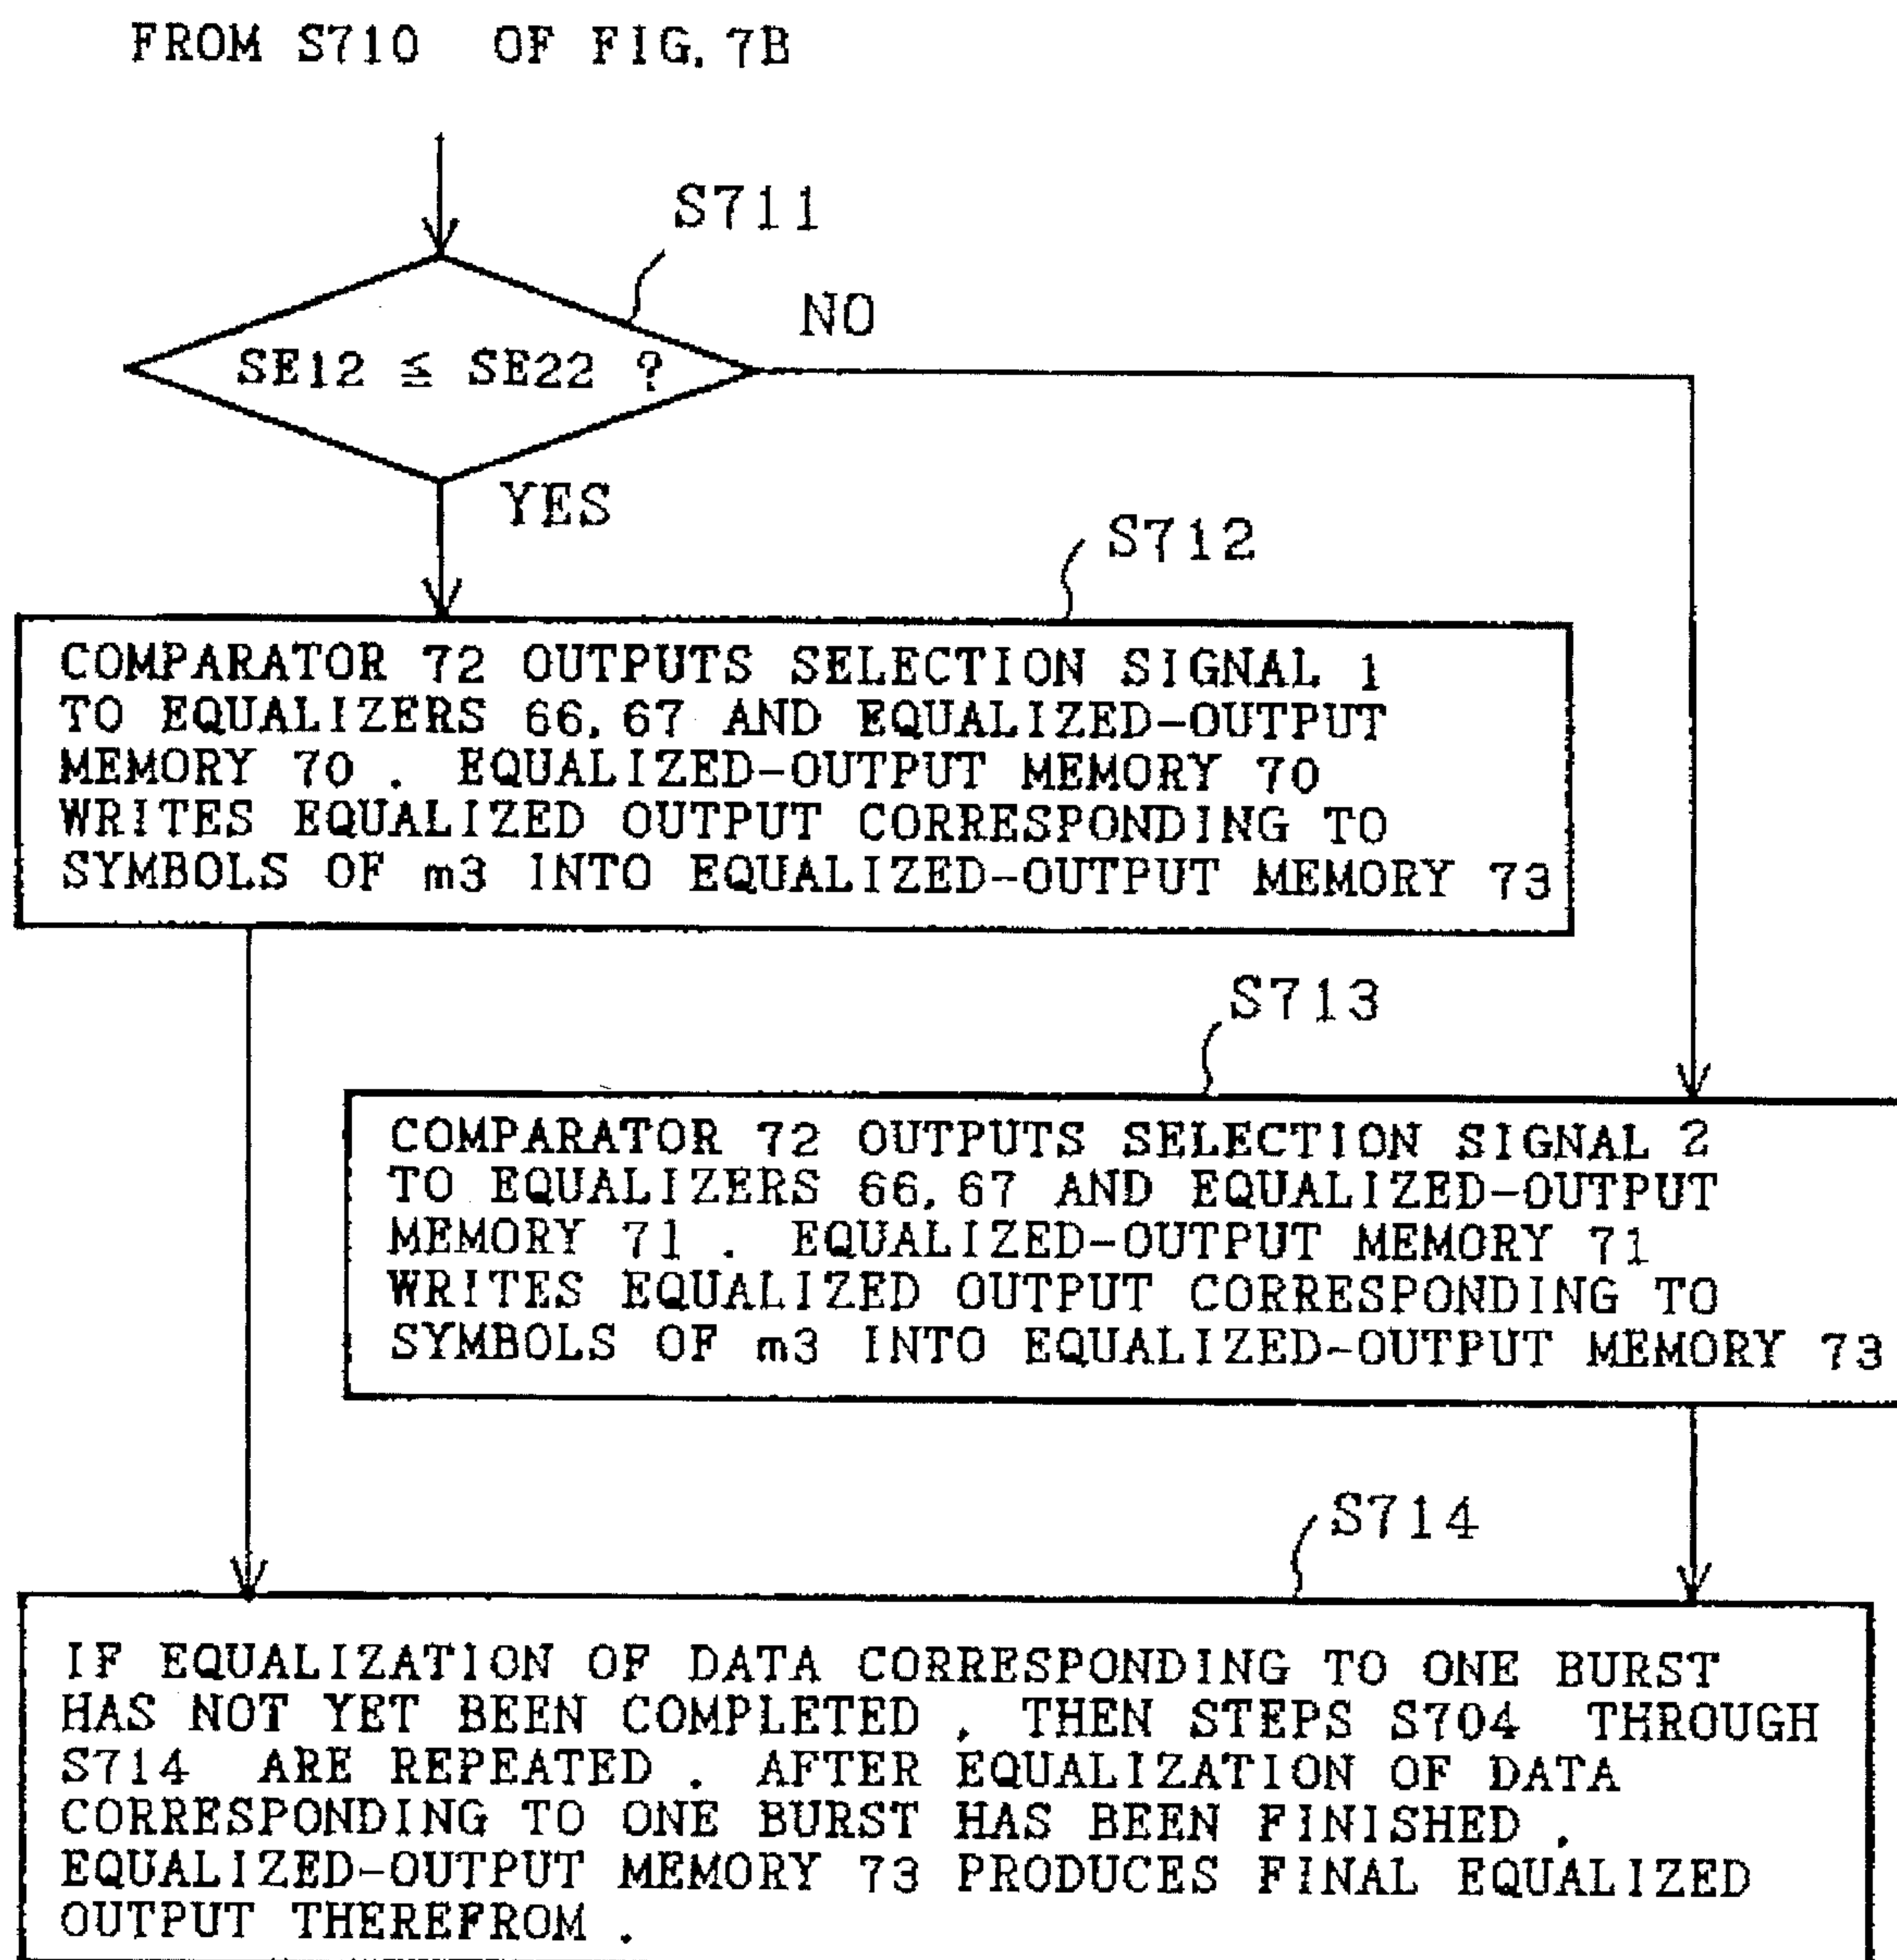 FROM S710 OF FIG. 7B
S711
NO
SE12 ≦ SE22 ?
YES
S712
COMPARATOR 72 OUTPUTS SELECTION SIGNAL 1
TO EQUALIZERS 66, 67 AND EQUALIZED-OUTPUT
MEMORY 70 . EQUALIZED-OUTPUT MEMORY 70
WRITES EQUALIZED OUTPUT CORRESPONDING TO
SYMBOLS OF m3 INTO EQUALIZED-OUTPUT MEMORY 73
S713
COMPARATOR 72 OUTPUTS SELECTION SIGNAL 2
TO EQUALIZERS 66, 67 AND EQUALIZED-OUTPUT
MEMORY 71 . EQUALIZED-OUTPUT MEMORY 71
WRITES EQUALIZED OUTPUT CORRESPONDING TO
SYMBOLS OF m3 INTO EQUALIZED-OUTPUT MEMORY 73
S714
IF EQUALIZATION OF DATA CORRESPONDING TO ONE BURST
HAS NOT YET BEEN COMPLETED , THEN STEPS S704 THROUGH
S714 ARE REPEATED . AFTER EQUALIZATION OF DATA
CORRESPONDING TO ONE BURST HAS BEEN FINISHED ,
EQUALIZED-OUTPUT MEMORY 73 PRODUCES FINAL EQUALIZED
OUTPUT THEREFROM .